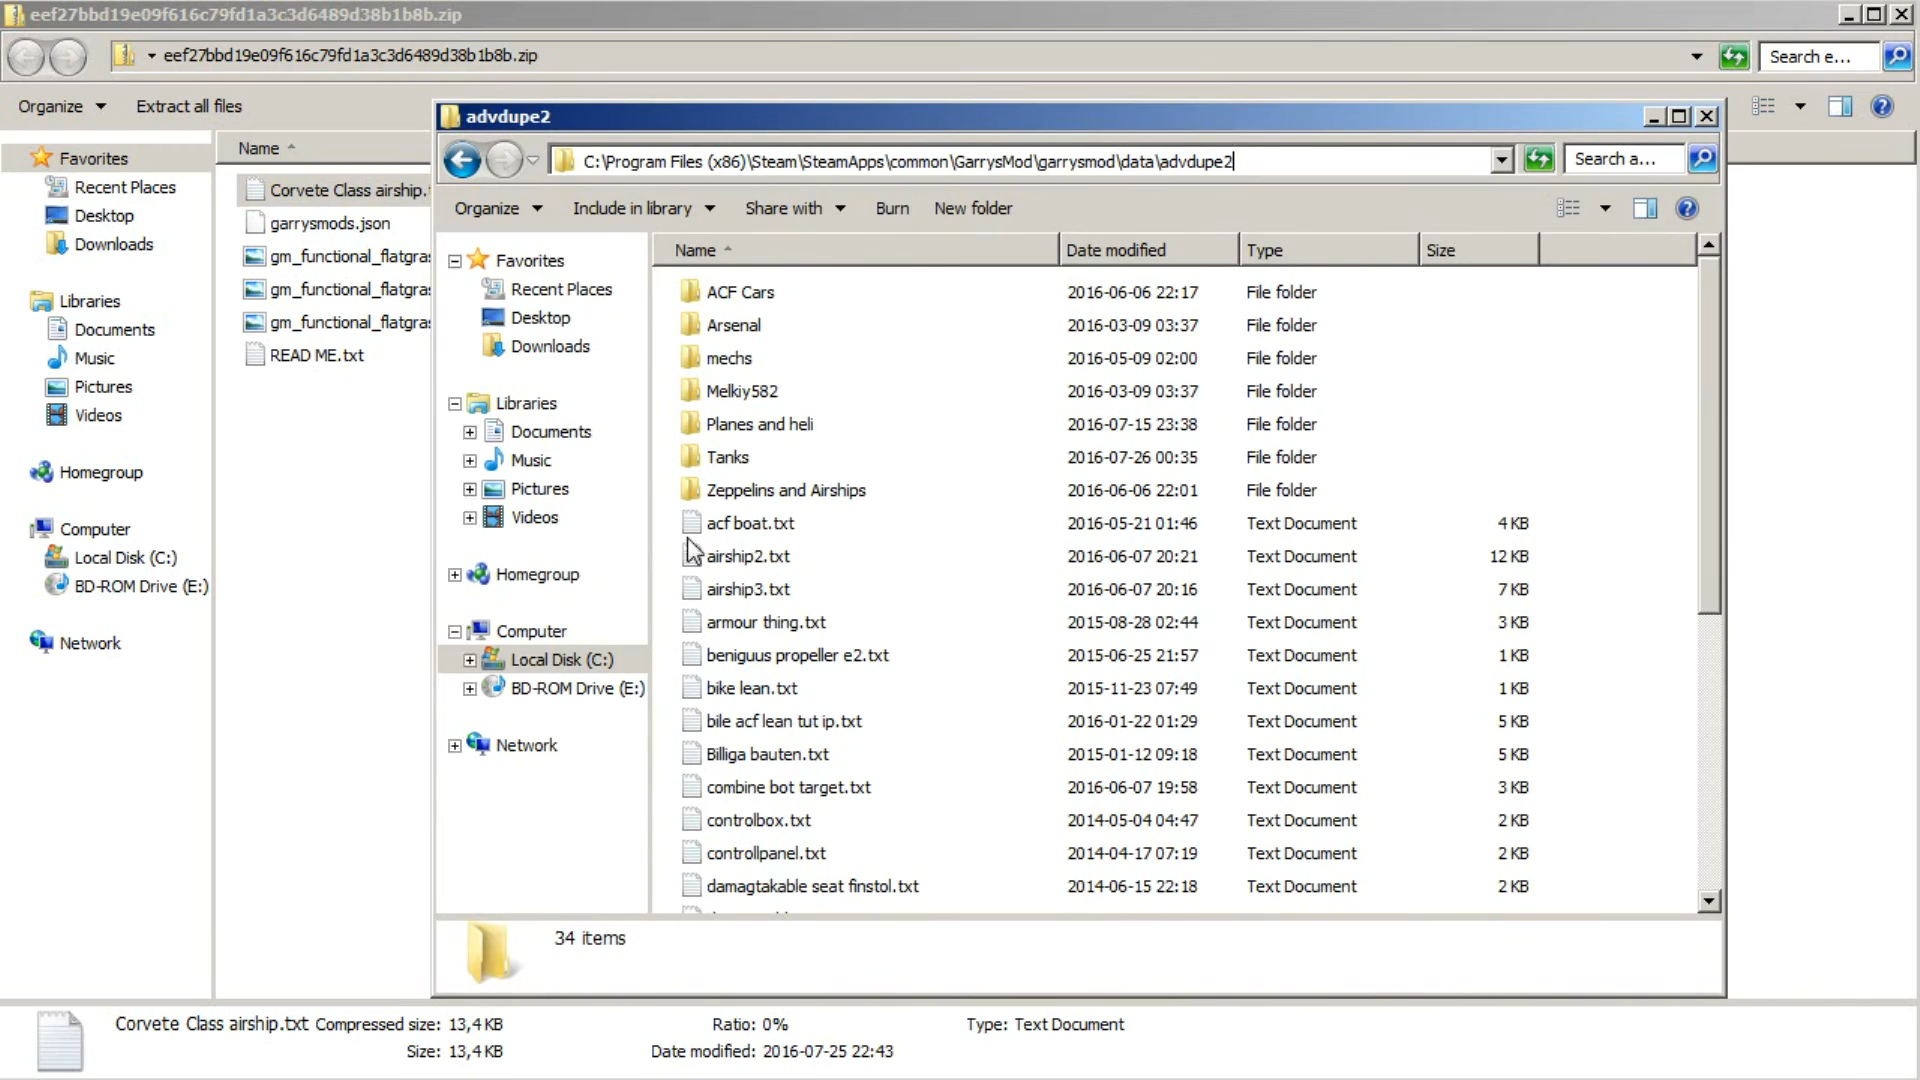 eef27bbd19e09f616c79fd1a3c3d6489d38b1b8b.zip
eef27bbd19e09f616c79fd1a3c3d6489d38b1b8b.zip
Search e...
Organize
Extract all files
Favorites
Recent Places
Desktop
Downloads
Libraries
Documents
Music
Pictures
Videos
Homegroup
Computer
Local Disk (C:)
BD-ROM Drive (E:)
Network
Name
Corvete Class airship.
garrysmods.json
gm_functional_flatgras
gm_functional_flatgras
gm_functional_flatgras
READ ME.txt
advdupe2
C:\Program Files (x86)\Steam\SteamApps\common\GarrysMod\garrysmod\data\advdupe2
Search a...
Organize
Include in library
Share with
Burn
New folder
Favorites
Recent Places
Desktop
Downloads
Libraries
Documents
Music
Pictures
Videos
Homegroup
Computer
Local Disk (C:)
BD-ROM Drive (E:)
Network
Name Date modified Type Size
ACF Cars 2016-06-06 22:17 File folder
Arsenal 2016-03-09 03:37 File folder
mechs 2016-05-09 02:00 File folder
Melkiy582 2016-03-09 03:37 File folder
Planes and heli 2016-07-15 23:38 File folder
Tanks 2016-07-26 00:35 File folder
Zeppelins and Airships 2016-06-06 22:01 File folder
acf boat.txt 2016-05-21 01:46 Text Document 4 KB
airship2.txt 2016-06-07 20:21 Text Document 12 KB
airship3.txt 2016-06-07 20:16 Text Document 7 KB
armour thing.txt 2015-08-28 02:44 Text Document 3 KB
beniguus propeller e2.txt 2015-06-25 21:57 Text Document 1 KB
bike lean.txt 2015-11-23 07:49 Text Document 1 KB
bile acf lean tut ip.txt 2016-01-22 01:29 Text Document 5 KB
Billiga bauten.txt 2015-01-12 09:18 Text Document 5 KB
combine bot target.txt 2016-06-07 19:58 Text Document 3 KB
controlbox.txt 2014-05-04 04:47 Text Document 2 KB
controllpanel.txt 2014-04-17 07:19 Text Document 2 KB
damagtakable seat finstol.txt 2014-06-15 22:18 Text Document 2 KB
34 items
Corvete Class airship.txt Compressed size: 13,4 KB Ratio: 0% Type: Text Document
Size: 13,4 KB Date modified: 2016-07-25 22:43